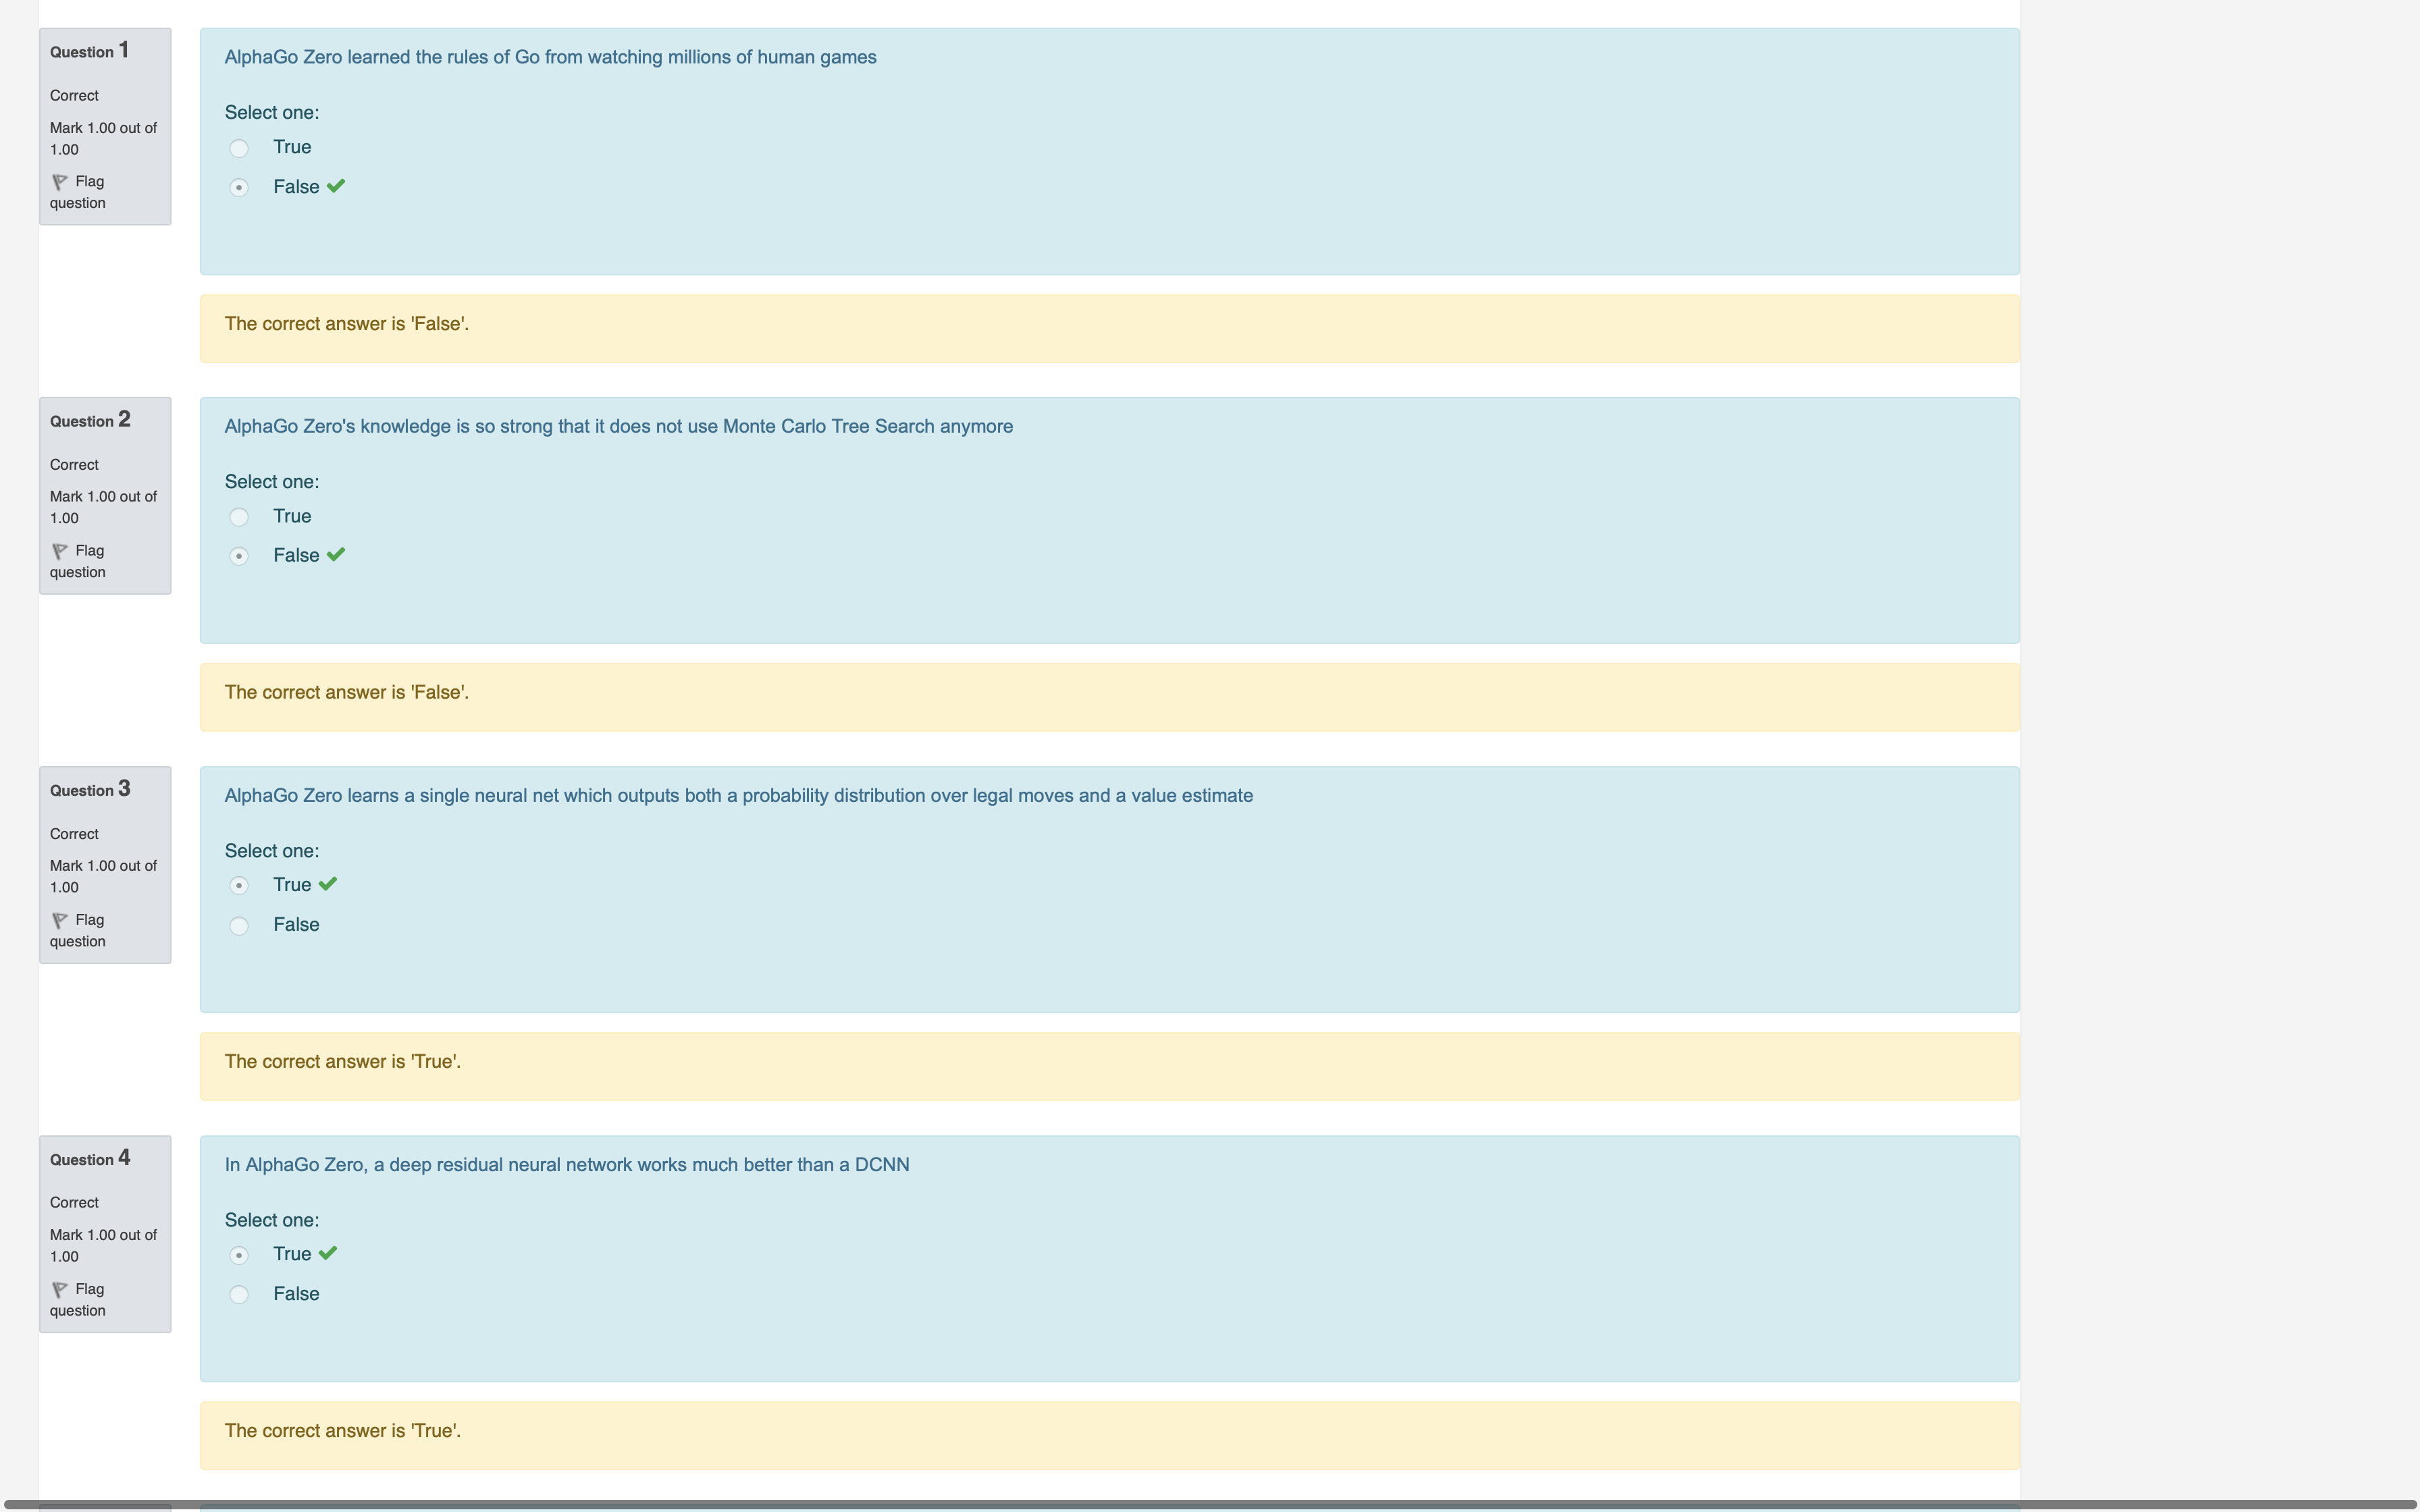 Question 1
Correct
Mark 1.00 out of
1.00
Flag
question
AlphaGo Zero learned the rules of Go from watching millions of human games
Select one:
True
False
The correct answer is 'False'.
Question 2
Correct
Mark 1.00 out of
1.00
Flag
question
AlphaGo Zero's knowledge is so strong that it does not use Monte Carlo Tree Search anymore
Select one:
True
False
The correct answer is 'False'.
Question 3
Correct
Mark 1.00 out of
1.00
Flag
question
AlphaGo Zero learns a single neural net which outputs both a probability distribution over legal moves and a value estimate
Select one:
True
False
The correct answer is 'True'.
Question 4
Correct
Mark 1.00 out of
1.00
Flag
question
In AlphaGo Zero, a deep residual neural network works much better than a DCNN
Select one:
True
False
The correct answer is 'True'.